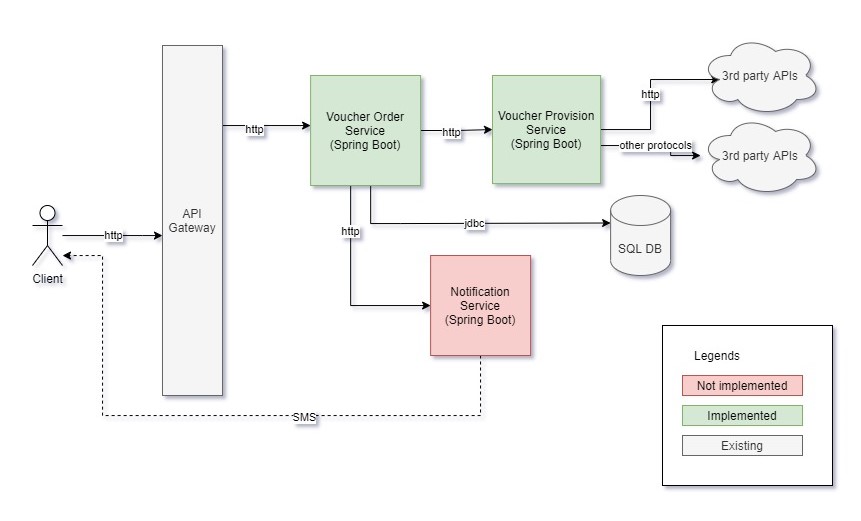 3rd party APIs
http
Voucher Order
Service
(Spring Boot)
Voucher Provision
Service
(Spring Boot)
http
http
other protocols
3rd party APIs
API
Gateway
http
Client
http
jdbc
SQL DB
Notification
Service
(Spring Boot)
SMS
Legends
Not implemented
Implemented
Existing